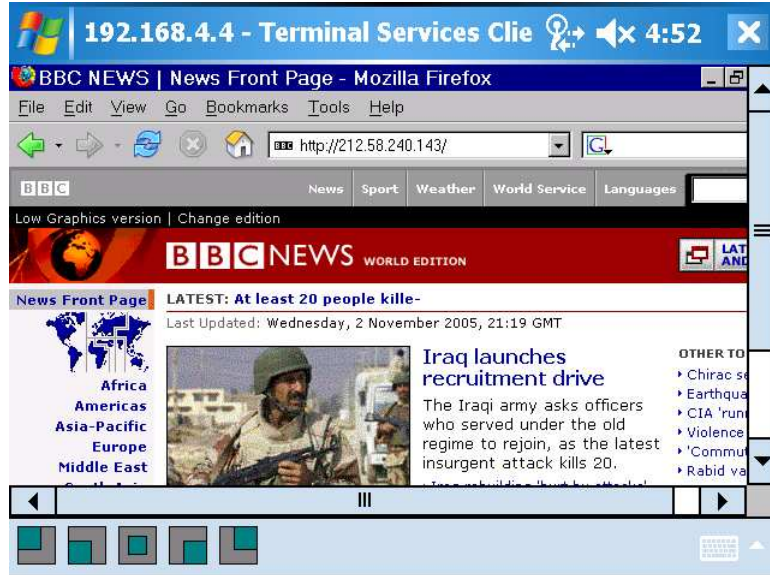 192.168.4.4 - Terminal Services Clie 4:52
BBC NEWS | News Front Page - Mozilla Firefox
File Edit View Go Bookmarks Tools Help
BBC http://212.58.240.143/ G
BBC News Sport Weather World Service Languages
Low Graphics version | Change edition
BBC NEWS WORLD EDITION
LAT
AND
News Front Page
LATEST: At least 20 people kille-
Last Updated: Wednesday, 2 November 2005, 21:19 GMT
Africa
Americas
Asia-Pacific
Europe
Middle East
Iraq launches
recruitment drive
The Iraqi army asks officers
who served under the old
regime to rejoin, as the latest
insurgent attack kills 20.
OTHER TO
Chirac se
Earthqua
CIA 'run
Violence
'Commut
Rabid va